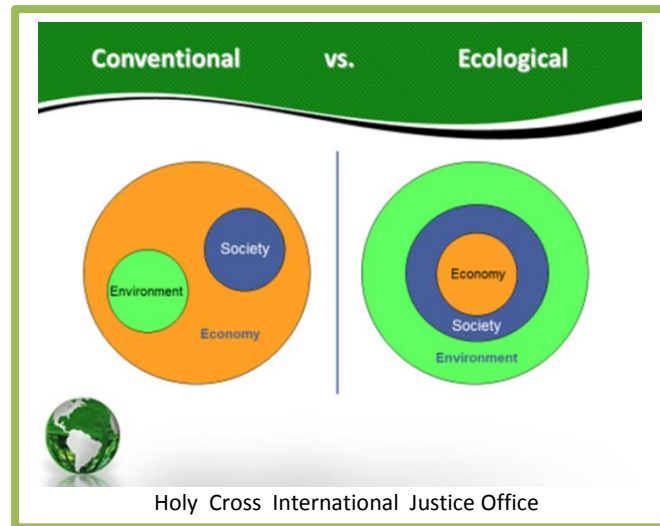 Conventional vs. Ecological
Society
Environment
Economy
Economy
Society
Environment
Holy Cross International Justice Office